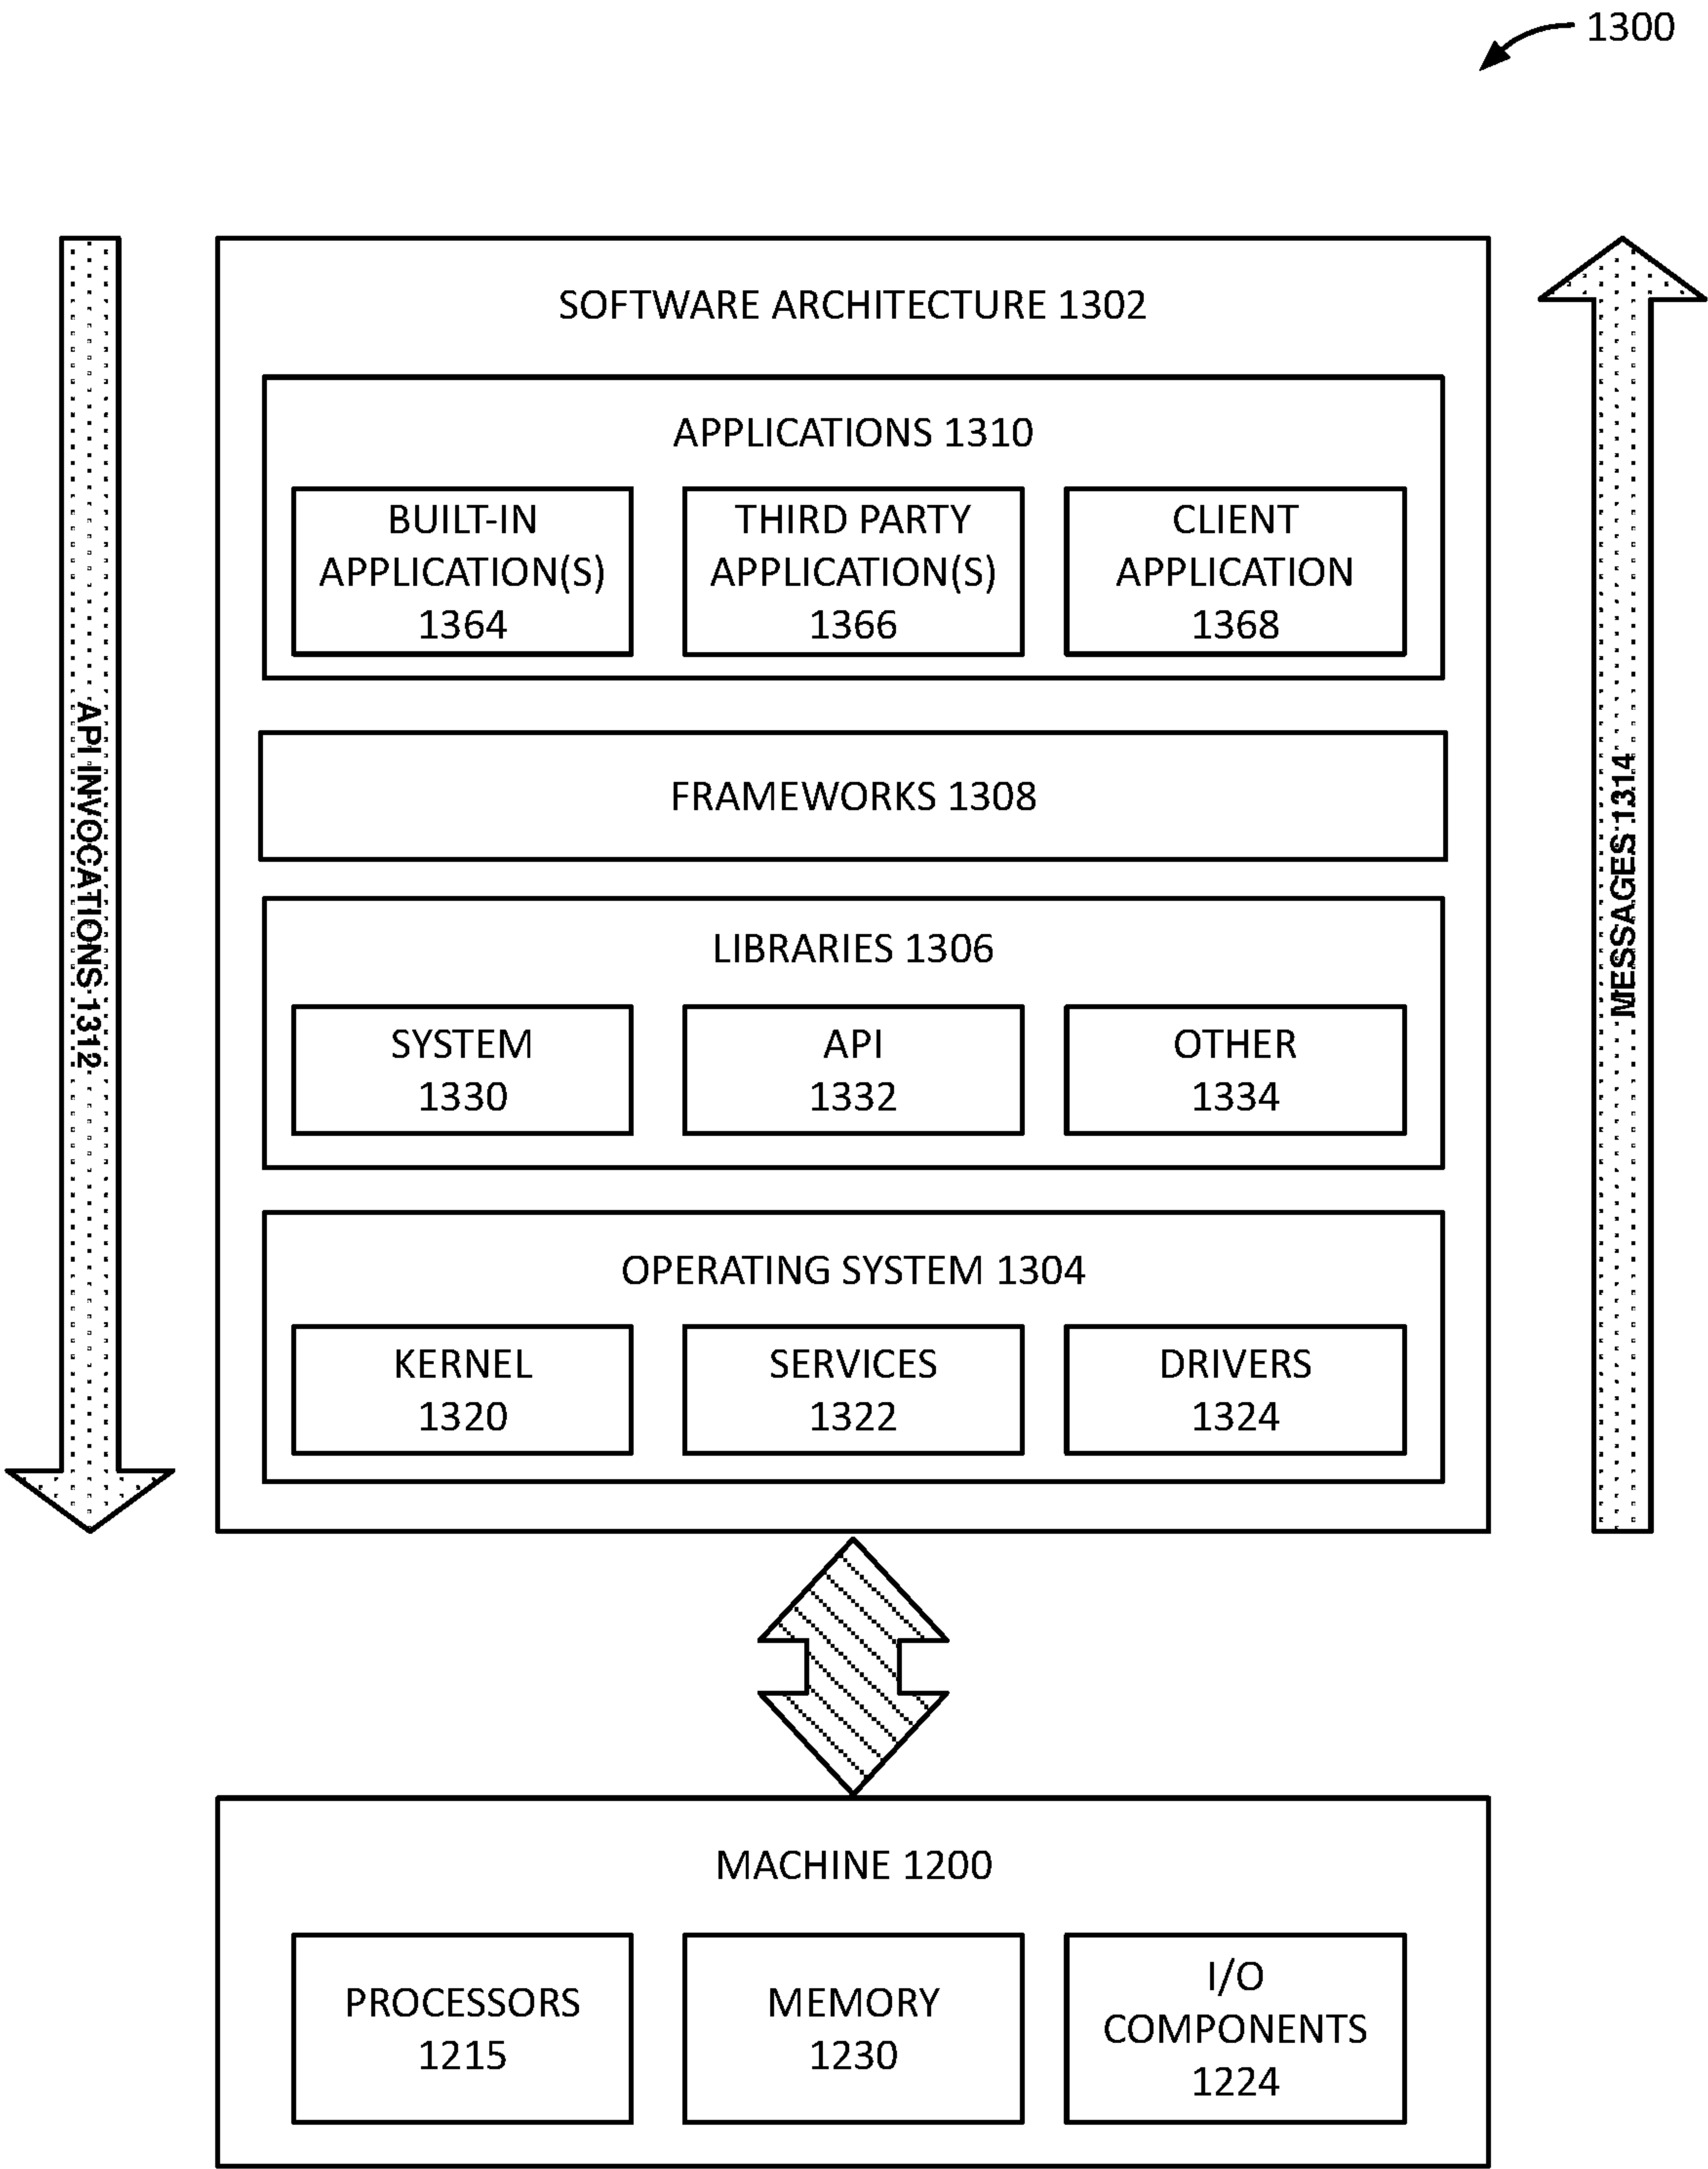 1300
SOFTWARE ARCHITECTURE 1302
APPLICATIONS 1310
BUILT-IN
APPLICATION(S)
1364
THIRD PARTY
APPLICATION(S)
1366
CLIENT
APPLICATION
1368
FRAMEWORKS 1308
LIBRARIES 1306
SYSTEM
1330
API
1332
OTHER
1334
OPERATING SYSTEM 1304
KERNEL
1320
SERVICES
1322
DRIVERS
1324
API INVOCATIONS 1312
MESSAGES 1314
MACHINE 1200
PROCESSORS
1215
MEMORY
1230
I/O
COMPONENTS
1224